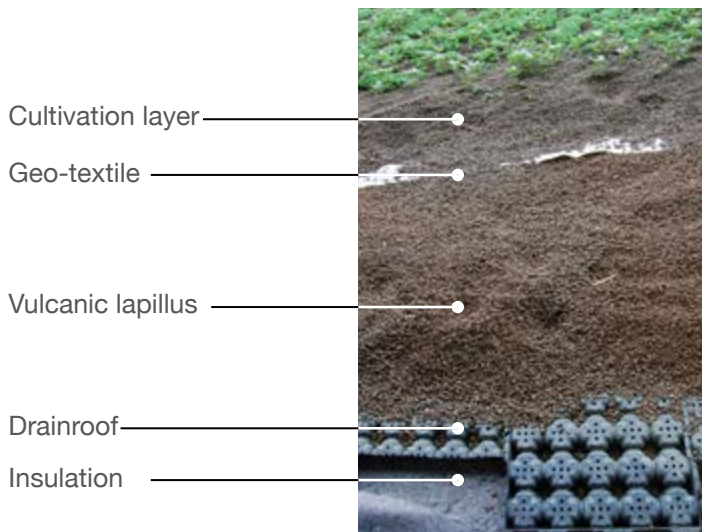 Cultivation layer
Geo-textile
Vulcanic lapillus
Drainroof
Insulation